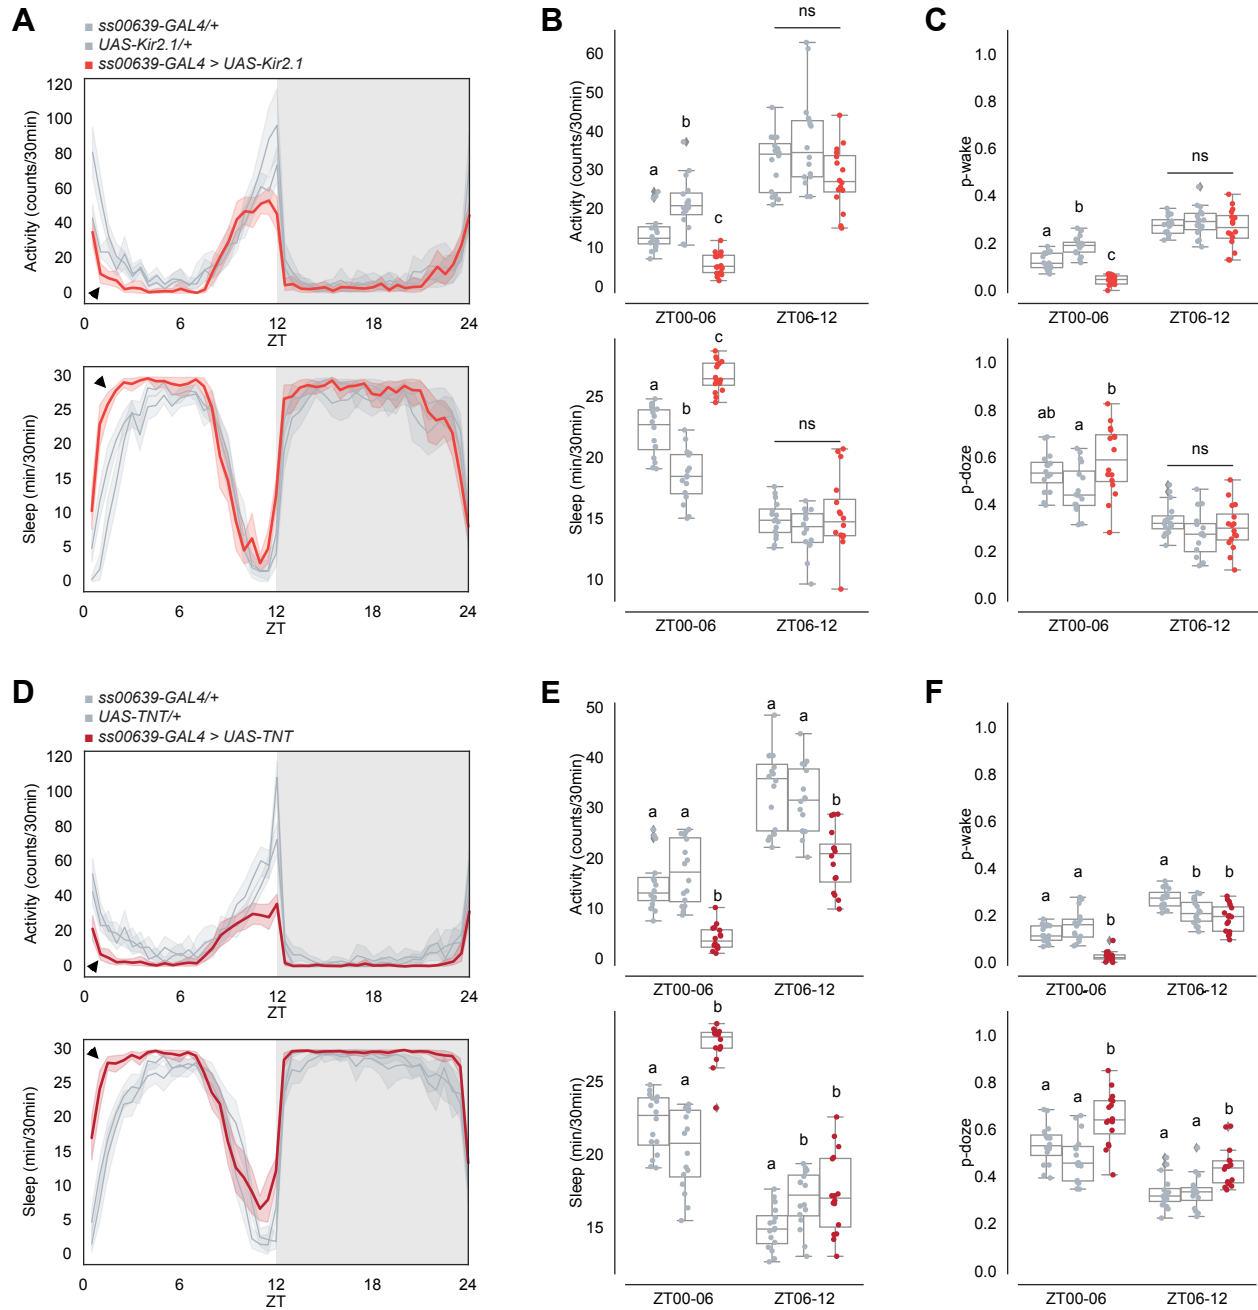 A
ss00639-GAL4/+
UAS-Kir2.1/+
ss00639-GAL4 > UAS-Kir2.1
Activity (counts/30min)
120
100
80
60
40
20
0
0 6 12 18 24
ZT
Sleep (min/30min)
30
25
20
15
10
5
0
0 6 12 18 24
ZT
B
Activity (counts/30min)
60
50
40
30
20
10
0
a b c ns
ZT00-06 ZT06-12
Sleep (min/30min)
25
20
15
10
a b c ns
ZT00-06 ZT06-12
C
p-wake
1.0
0.8
0.6
0.4
0.2
0.0
a b c ns
ZT00-06 ZT06-12
p-doze
1.0
0.8
0.6
0.4
0.2
0.0
ab a b ns
ZT00-06 ZT06-12
D
ss00639-GAL4/+
UAS-TNT/+
ss00639-GAL4 > UAS-TNT
Activity (counts/30min)
120
100
80
60
40
20
0
0 6 12 18 24
ZT
Sleep (min/30min)
30
25
20
15
10
5
0
0 6 12 18 24
ZT
E
Activity (counts/30min)
50
40
30
20
10
0
a a b a a b
ZT00-06 ZT06-12
Sleep (min/30min)
25
20
15
a a b a b b
ZT00-06 ZT06-12
F
p-wake
1.0
0.8
0.6
0.4
0.2
0.0
a a b a b b
ZT00-06 ZT06-12
p-doze
1.0
0.8
0.6
0.4
0.2
0.0
a a b a a b
ZT00-06 ZT06-12